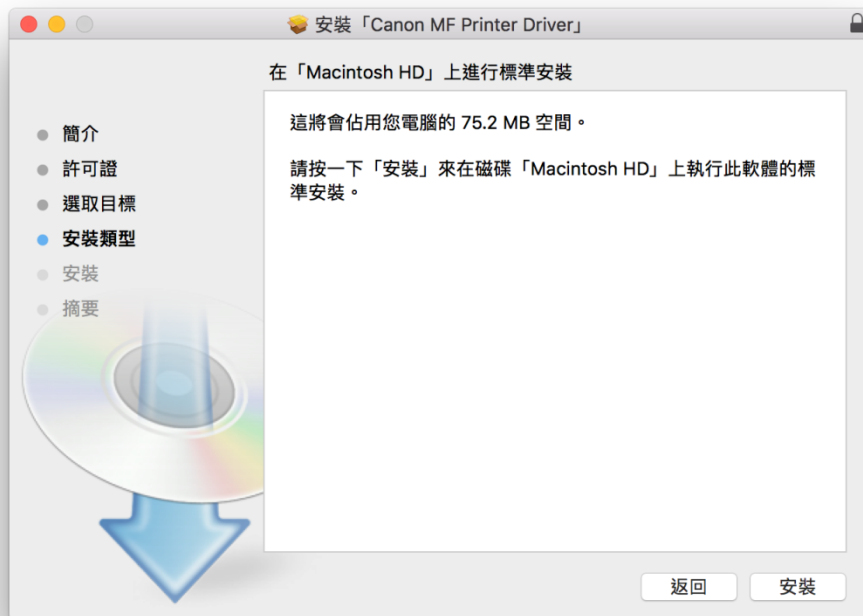 安裝「Canon MF Printer Driver」
在「Macintosh HD」上進行標準安裝
簡介
許可證
選取目標
安裝類型
安裝
摘要
這將會佔用您電腦的 75.2 MB 空間。
請按一下「安裝」來在磁碟「Macintosh HD」上執行此軟體的標
準安裝。
返回
安裝